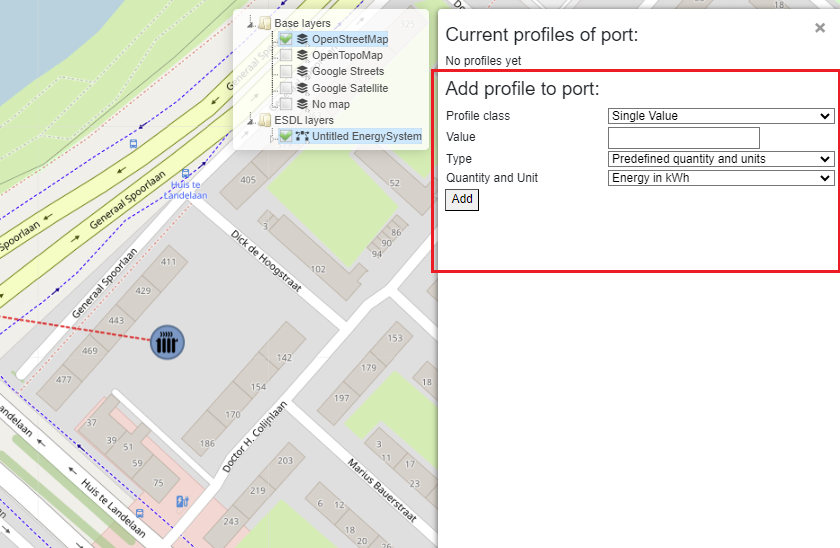 Base layers
OpenStreetMap
OpenTopoMap
Google Streets
Google Satellite
No map
ESDL layers
Untitled EnergySystem
Current profiles of port:
×
No profiles yet
Add profile to port:
Profile class
Single Value
Value
Type
Predefined quantity and units
Quantity and Unit
Energy in kWh
Add
Generaal Spoorlaan
Huis te
Landelaan
Generaal Spoorlaan
Spoorlaan
Generaal Spoorlaan
Dick de Hoogstraat
405
52
3
86
90
94
102
411
429
443
469
477
142
154
170
186
153
179
197
18
37
39
51
59
75
Landelaan
Huis te Landelaan
Doctor H. Colijnlaan
Marius Bauerstraat
203
219
243
3
11
17
23
6
12
18
20